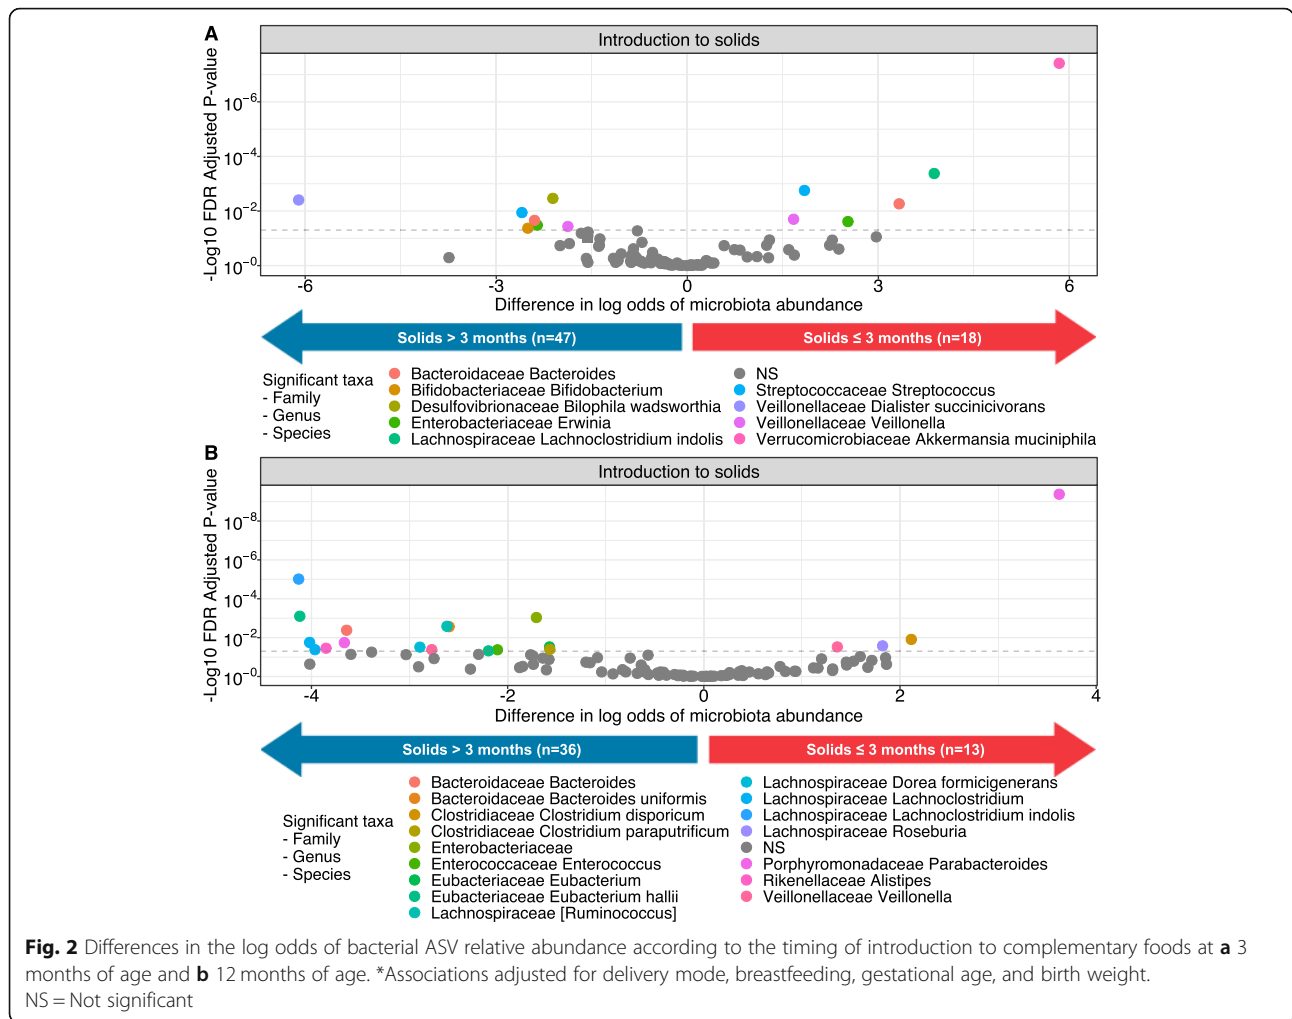 A
Introduction to solids
-Log10 FDR Adjusted P-value
10−6
10−4
10−2
10−0
-6 -3 0 3 6
Difference in log odds of microbiota abundance
Solids > 3 months (n=47) Solids ≤ 3 months (n=18)
Significant taxa
- Family
- Genus
- Species
Bacteroidaceae Bacteroides
Bifidobacteriaceae Bifidobacterium
Desulfovibrionaceae Bilophila wadsworthia
Enterobacteriaceae Erwinia
Lachnospiraceae Lachnoclostridium indolis
NS
Streptococcaceae Streptococcus
Veillonellaceae Dialister succinicivorans
Veillonellaceae Veillonella
Verrucomicrobiaceae Akkermansia muciniphila
B
Introduction to solids
-Log10 FDR Adjusted P-value
10−8
10−6
10−4
10−2
10−0
-4 -2 0 2 4
Difference in log odds of microbiota abundance
Solids > 3 months (n=36) Solids ≤ 3 months (n=13)
Significant taxa
- Family
- Genus
- Species
Bacteroidaceae Bacteroides
Bacteroidaceae Bacteroides uniformis
Clostridiaceae Clostridium disporicum
Clostridiaceae Clostridium paraputrificum
Enterobacteriaceae
Enterococcaceae Enterococcus
Eubacteriaceae Eubacterium
Eubacteriaceae Eubacterium hallii
Lachnospiraceae [Ruminococcus]
Lachnospiraceae Dorea formicigenerans
Lachnospiraceae Lachnoclostridium
Lachnospiraceae Lachnoclostridium indolis
Lachnospiraceae Roseburia
NS
Porphyromonadaceae Parabacteroides
Rikenellaceae Alistipes
Veillonellaceae Veillonella
Fig. 2 Differences in the log odds of bacterial ASV relative abundance according to the timing of introduction to complementary foods at a 3
months of age and b 12 months of age. *Associations adjusted for delivery mode, breastfeeding, gestational age, and birth weight.
NS = Not significant